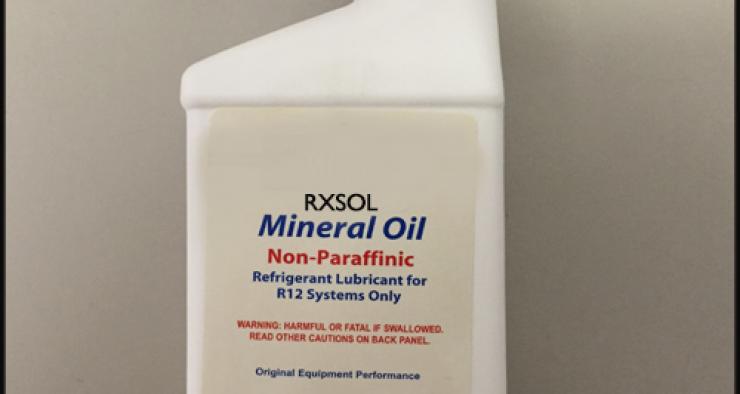 RXSOL
Mineral Oil
Non-Paraffinic
Refrigerant Lubricant for
R12 Systems Only
WARNING: HARMFUL OR FATAL IF SWALLOWED.
READ OTHER CAUTIONS ON BACK PANEL.
Original Equipment Performance